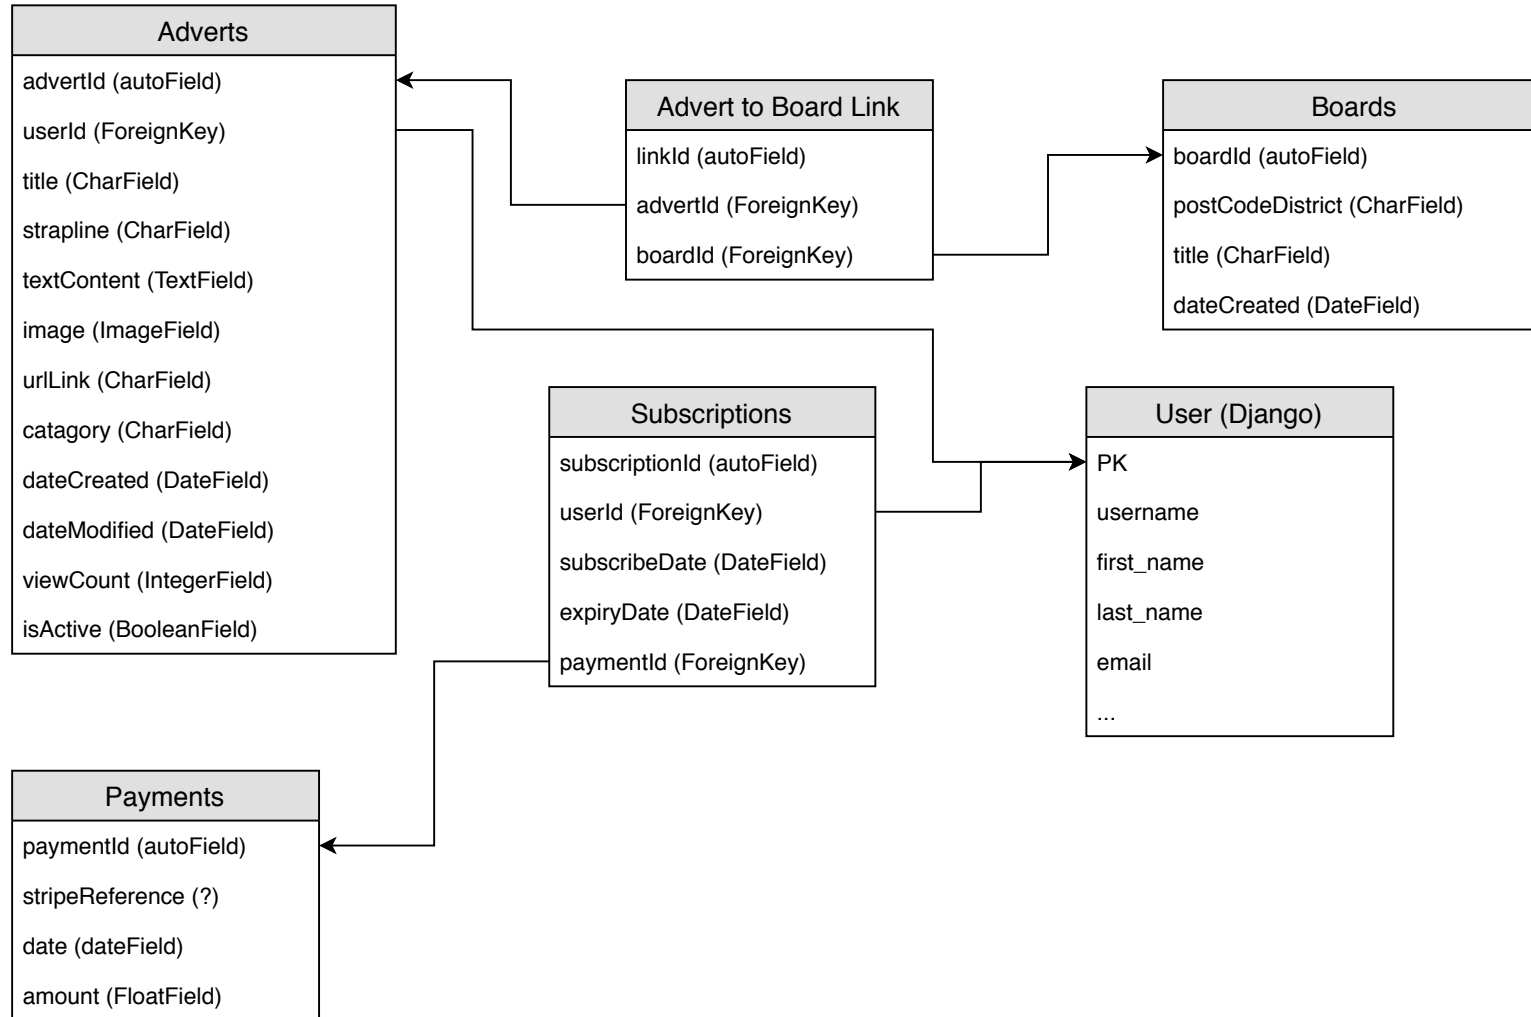 Adverts
advertId (autoField)
userId (ForeignKey)
title (CharField)
strapline (CharField)
textContent (TextField)
image (ImageField)
urlLink (CharField)
catagory (CharField)
dateCreated (DateField)
dateModified (DateField)
viewCount (IntegerField)
isActive (BooleanField)
Advert to Board Link
linkId (autoField)
advertId (ForeignKey)
boardId (ForeignKey)
Boards
boardId (autoField)
postCodeDistrict (CharField)
title (CharField)
dateCreated (DateField)
Subscriptions
subscriptionId (autoField)
userId (ForeignKey)
subscribeDate (DateField)
expiryDate (DateField)
paymentId (ForeignKey)
User (Django)
PK
username
first_name
last_name
email
...
Payments
paymentId (autoField)
stripeReference (?)
date (dateField)
amount (FloatField)